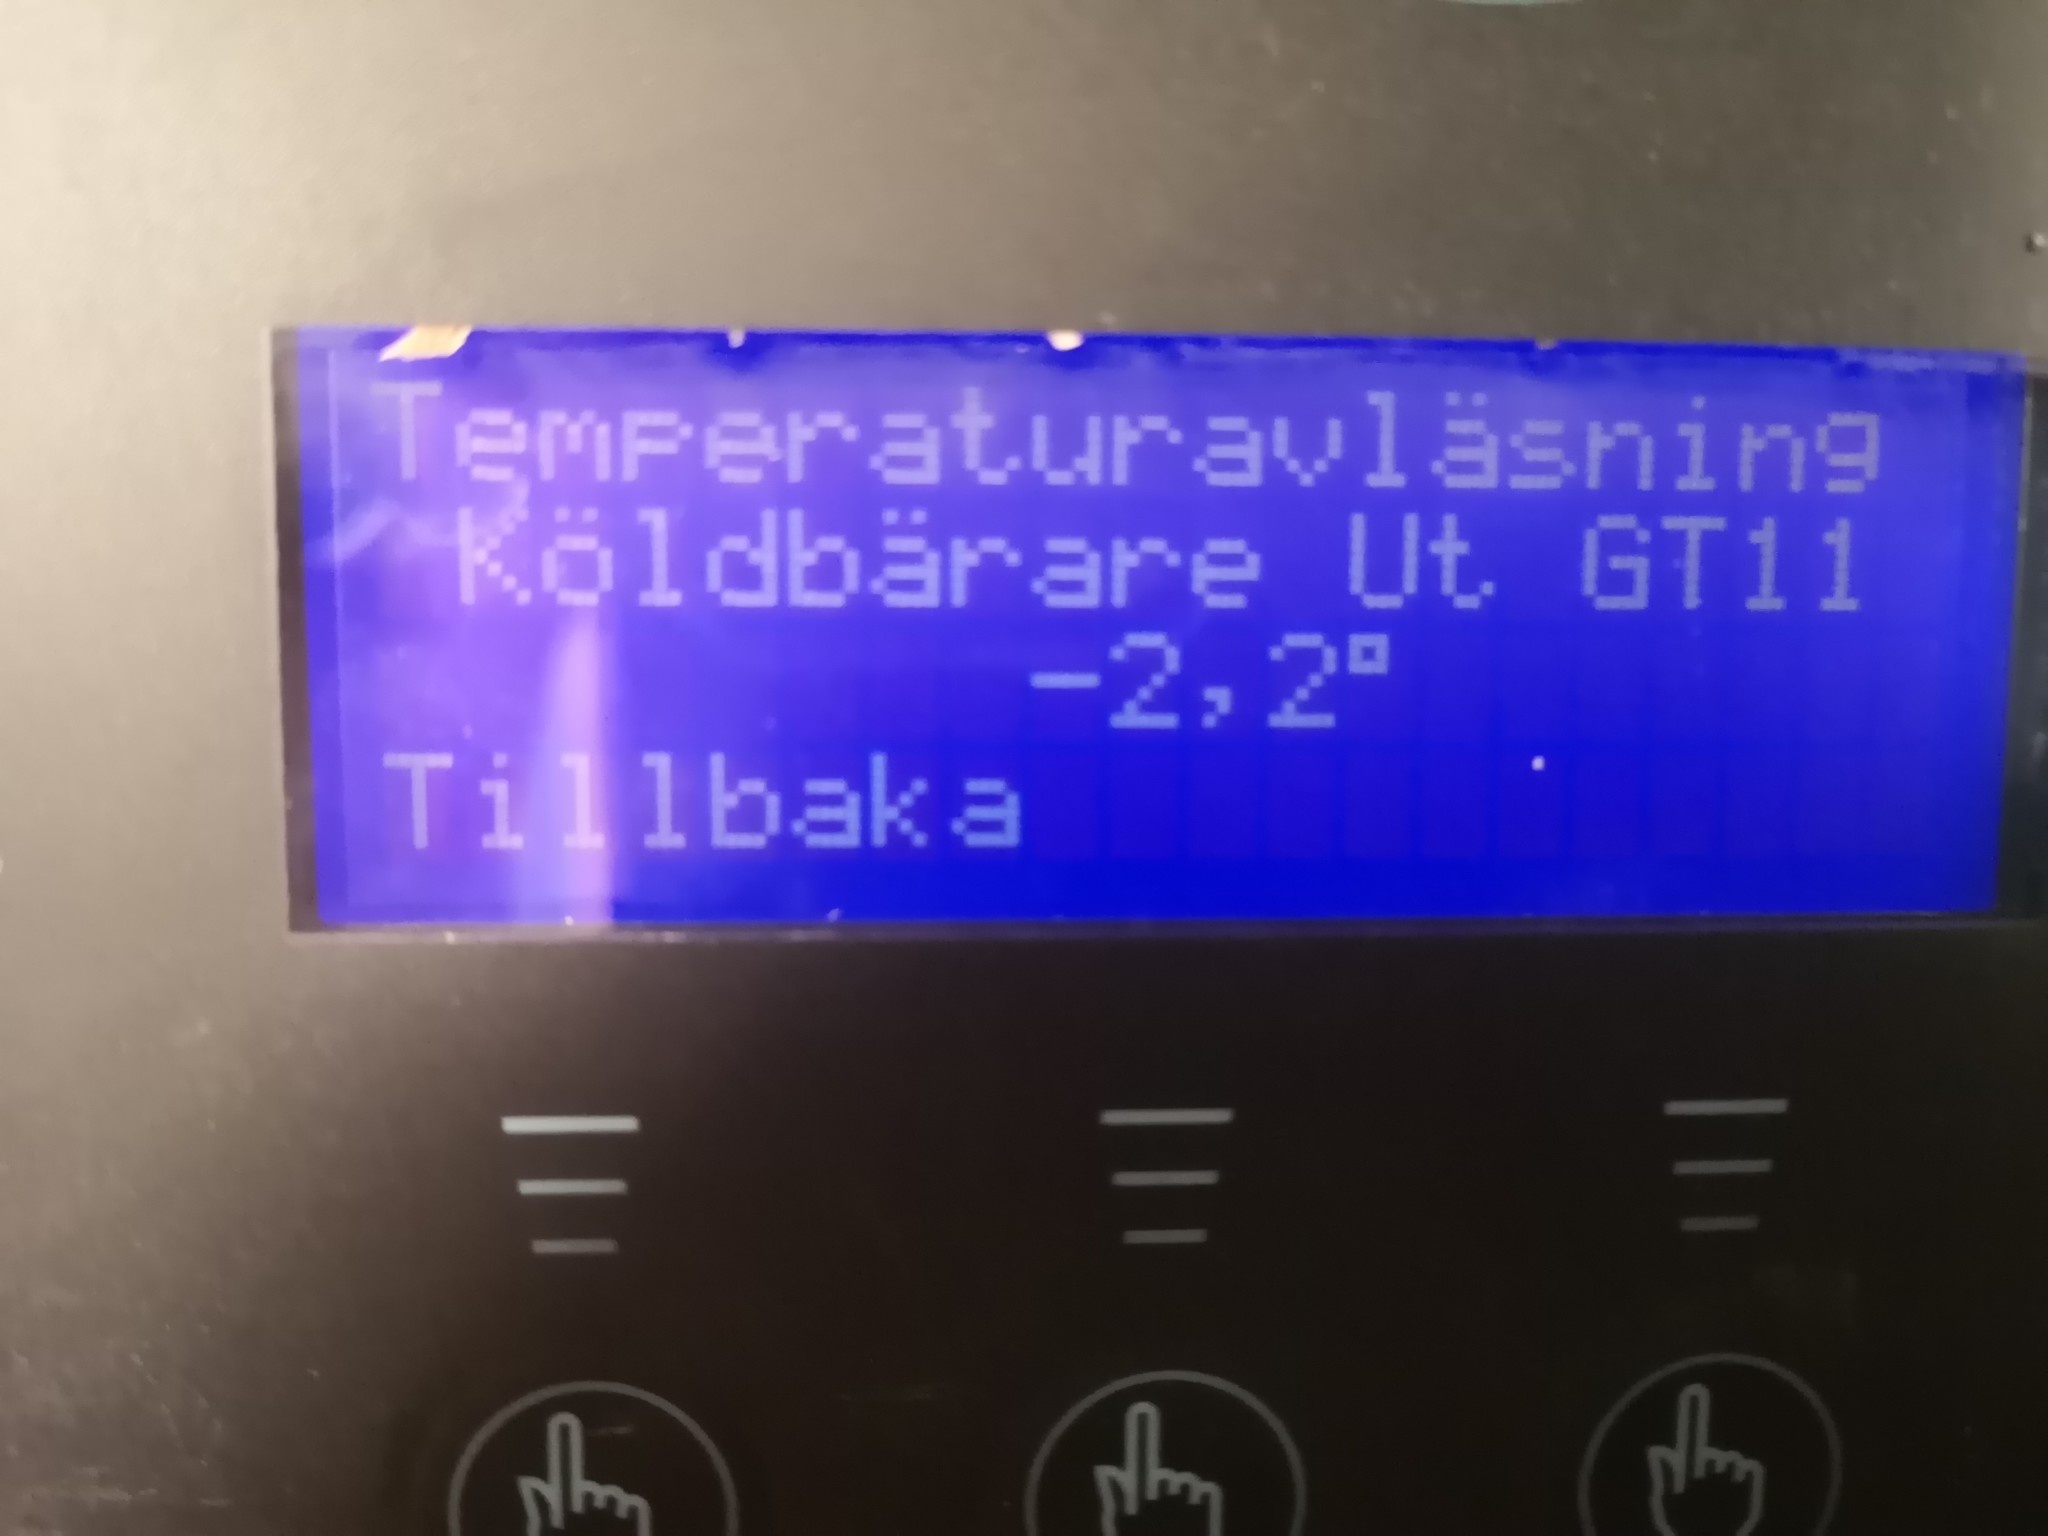 Temperaturavläsning
Köldbärare Ut GT11
-2,2°
Tillbaka